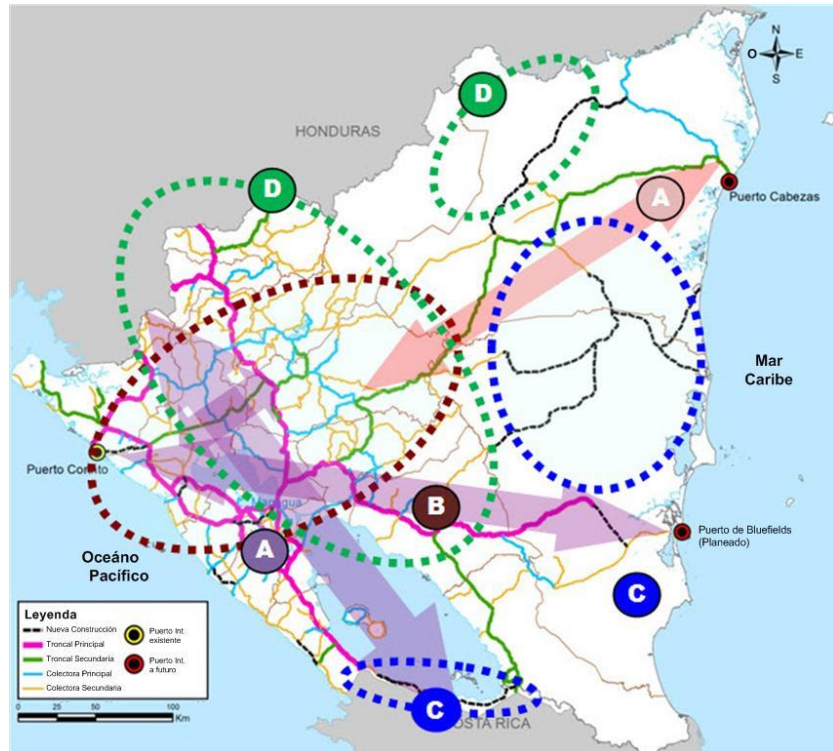 N
O E
S
D
HONDURAS
D
A
Puerto Cabezas
Mar
Caribe
Puerto Corinto
Managua
B
Puerto de Bluefields
(Planeado)
A
Oceáno
Pacífico
C
C
COSTA RICA
Leyenda
Nueva Construcción
Troncal Principal
Troncal Secundaria
Colectora Principal
Colectora Secundaria
Puerto Int.
existente
Puerto Int.
a futuro
0 25 50 100
Km